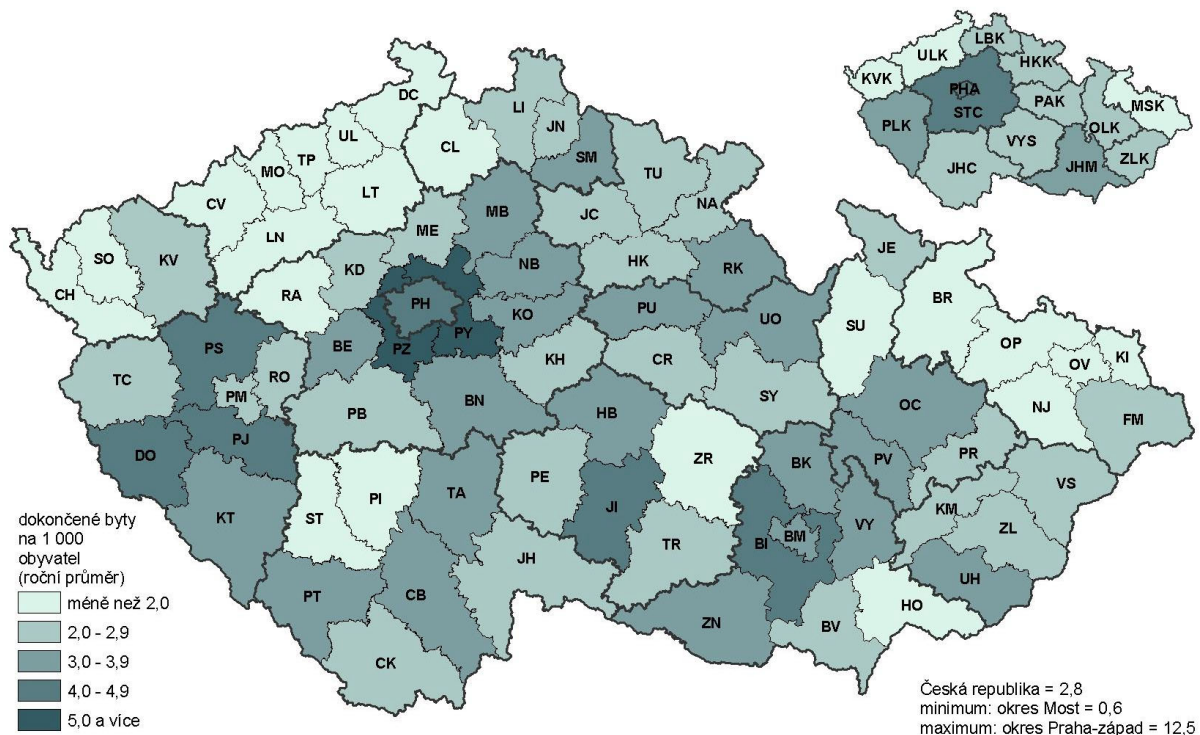 DC
LI
JN
SM
UL
CL
TP
MO
LT
CV
TU
NA
MB
JC
ME
LN
SO
KV
KD
NB
HK
RK
CH
RA
PH
KO
PU
UO
PY
PZ
BE
PS
RO
TC
PM
KH
CR
SY
PB
BN
HB
DO
PJ
PI
ST
TA
PE
ZR
JI
KT
TR
JH
PT
CB
CK
JE
SU
BR
OP
OV
KI
NJ
FM
OC
PV
PR
BK
VS
KM
ZL
VY
BI
BM
UH
HO
ZN
BV
LBK
ULK
HKK
KVK
PHA
STC
PAK
MSK
PLK
OLK
VYS
ZLK
JHC
JHM
dokončené byty
na 1 000
obyvatel
(roční průměr)
méně než 2,0
2,0 - 2,9
3,0 - 3,9
4,0 - 4,9
5,0 a více
Česká republika = 2,8
minimum: okres Most = 0,6
maximum: okres Praha-západ = 12,5